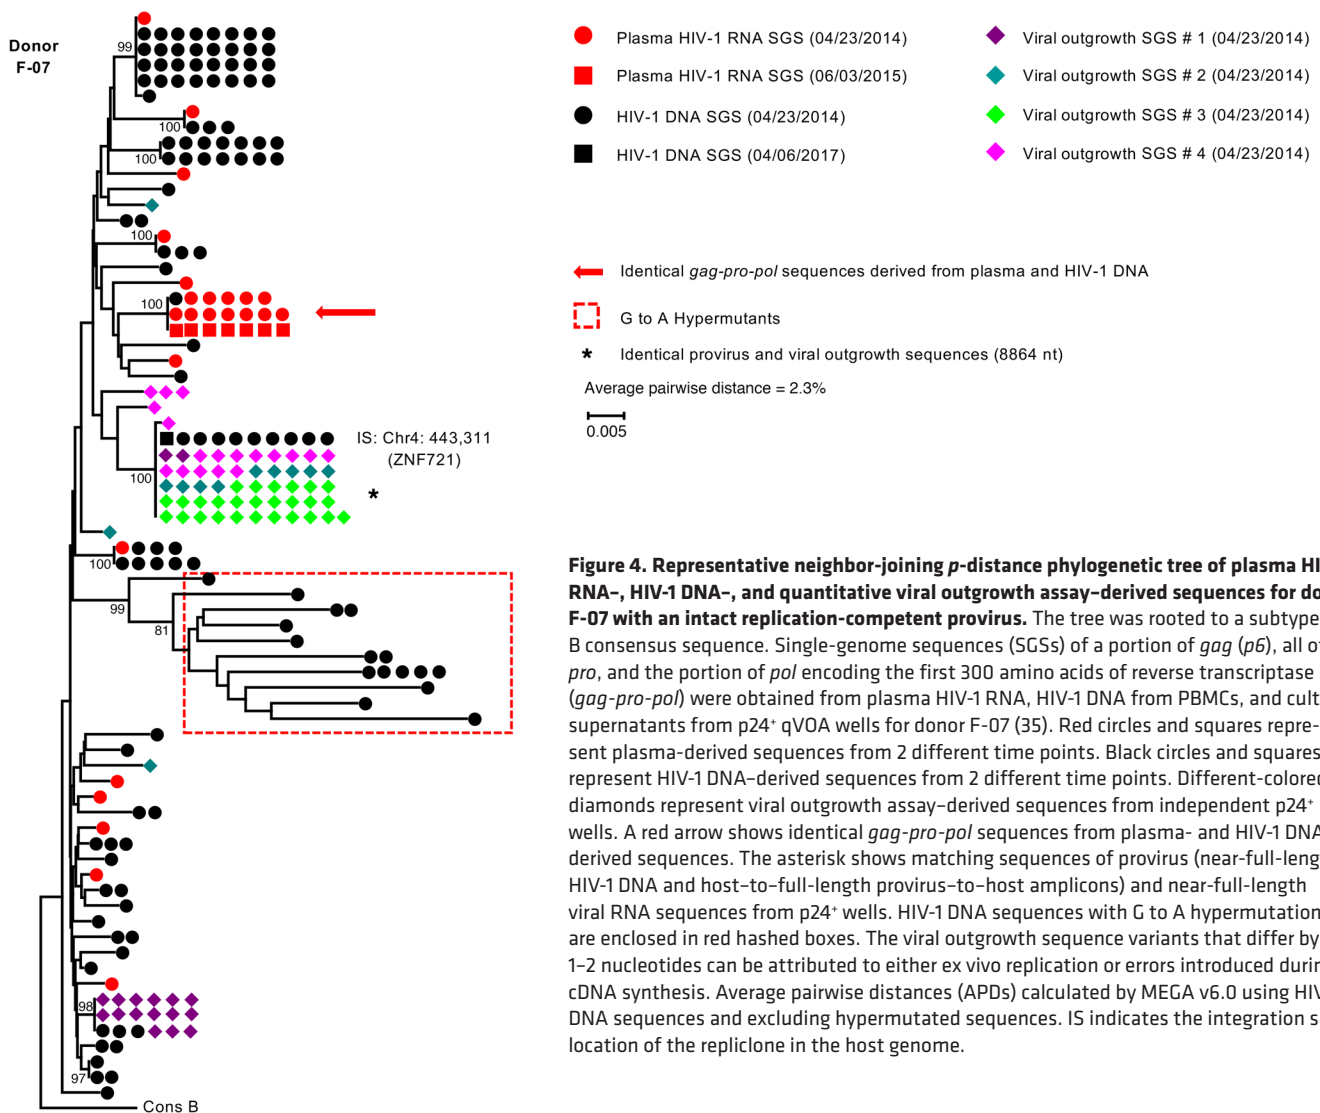 Donor
F-07
Plasma HIV-1 RNA SGS (04/23/2014)
Plasma HIV-1 RNA SGS (06/03/2015)
HIV-1 DNA SGS (04/23/2014)
HIV-1 DNA SGS (04/06/2017)
Viral outgrowth SGS # 1 (04/23/2014)
Viral outgrowth SGS # 2 (04/23/2014)
Viral outgrowth SGS # 3 (04/23/2014)
Viral outgrowth SGS # 4 (04/23/2014)
Identical gag-pro-pol sequences derived from plasma and HIV-1 DNA
G to A Hypermutants
* Identical provirus and viral outgrowth sequences (8864 nt)
Average pairwise distance = 2.3%
0.005
99
100
100
100
100
IS: Chr4: 443,311
(ZNF721)
100
*
100
99
81
98
97
Cons B
Figure 4. Representative neighbor-joining p-distance phylogenetic tree of plasma HI
RNA–, HIV-1 DNA–, and quantitative viral outgrowth assay–derived sequences for do
F-07 with an intact replication-competent provirus. The tree was rooted to a subtype
B consensus sequence. Single-genome sequences (SGSs) of a portion of gag (p6), all o
pro, and the portion of pol encoding the first 300 amino acids of reverse transcriptase
(gag-pro-pol) were obtained from plasma HIV-1 RNA, HIV-1 DNA from PBMCs, and cult
supernatants from p24⁺ qVOA wells for donor F-07 (35). Red circles and squares repre-
sent plasma-derived sequences from 2 different time points. Black circles and squares
represent HIV-1 DNA–derived sequences from 2 different time points. Different-colored
diamonds represent viral outgrowth assay–derived sequences from independent p24⁺
wells. A red arrow shows identical gag-pro-pol sequences from plasma- and HIV-1 DNA
derived sequences. The asterisk shows matching sequences of provirus (near-full-leng
HIV-1 DNA and host–to–full-length provirus–to–host amplicons) and near-full-length
viral RNA sequences from p24⁺ wells. HIV-1 DNA sequences with G to A hypermutation
are enclosed in red hashed boxes. The viral outgrowth sequence variants that differ by
1–2 nucleotides can be attributed to either ex vivo replication or errors introduced durin
cDNA synthesis. Average pairwise distances (APDs) calculated by MEGA v6.0 using HIV
DNA sequences and excluding hypermutated sequences. IS indicates the integration s
location of the repliclone in the host genome.